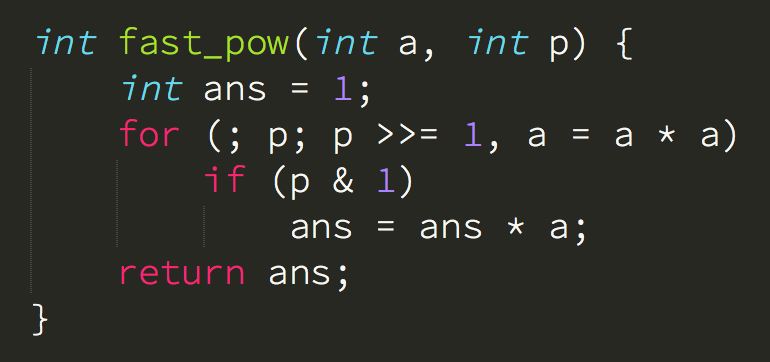 int fast_pow(int a, int p) {
    int ans = 1;
    for (; p; p >>= 1, a = a * a)
        if (p & 1)
            ans = ans * a;
    return ans;
}